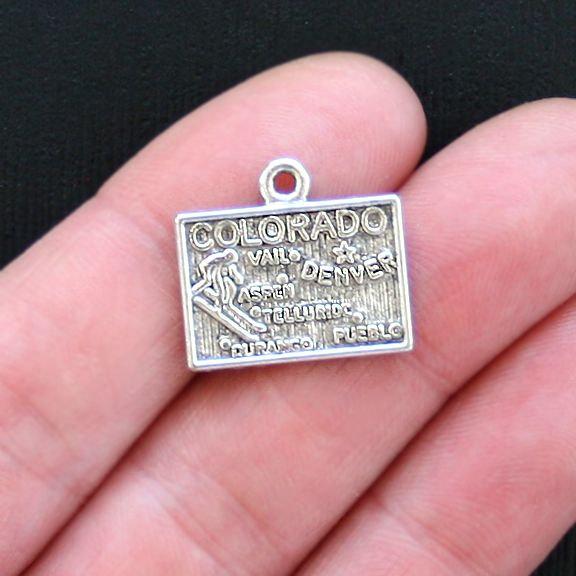 COLORADO
VAIL
DENVER
ASPEN
TELLURIDE
PUEBLO
DURANGO